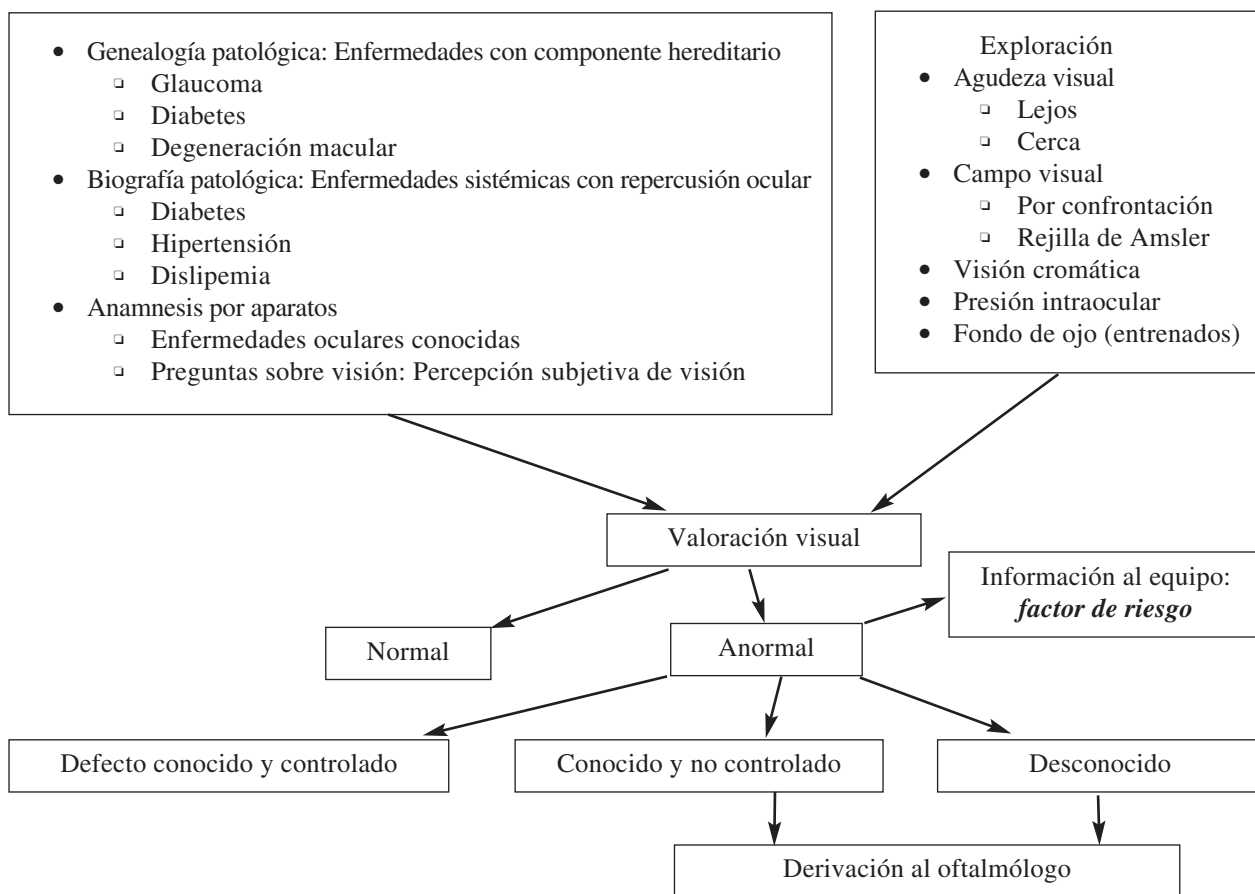 • Genealogía patológica: Enfermedades con componente hereditario
❏ Glaucoma
❏ Diabetes
❏ Degeneración macular
• Biografía patológica: Enfermedades sistémicas con repercusión ocular
❏ Diabetes
❏ Hipertensión
❏ Dislipemia
• Anamnesis por aparatos
❏ Enfermedades oculares conocidas
❏ Preguntas sobre visión: Percepción subjetiva de visión
Exploración
• Agudeza visual
❏ Lejos
❏ Cerca
• Campo visual
❏ Por confrontación
❏ Rejilla de Amsler
• Visión cromática
• Presión intraocular
• Fondo de ojo (entrenados)
Valoración visual
Información al equipo:
factor de riesgo
Normal
Anormal
Defecto conocido y controlado
Conocido y no controlado
Desconocido
Derivación al oftalmólogo